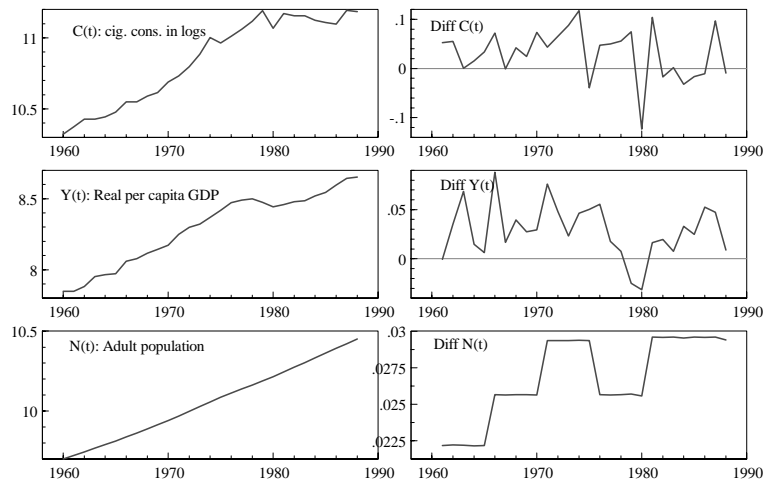 C(t): cig. cons. in logs
11
10.5
1960 1970 1980 1990
Diff C(t)
.1
0
-.1
1960 1970 1980 1990
Y(t): Real per capita GDP
8.5
8
1960 1970 1980 1990
Diff Y(t)
.05
0
1960 1970 1980 1990
10.5
N(t): Adult population
10
1960 1970 1980 1990
.03
Diff N(t)
.0275
.025
.0225
1960 1970 1980 1990